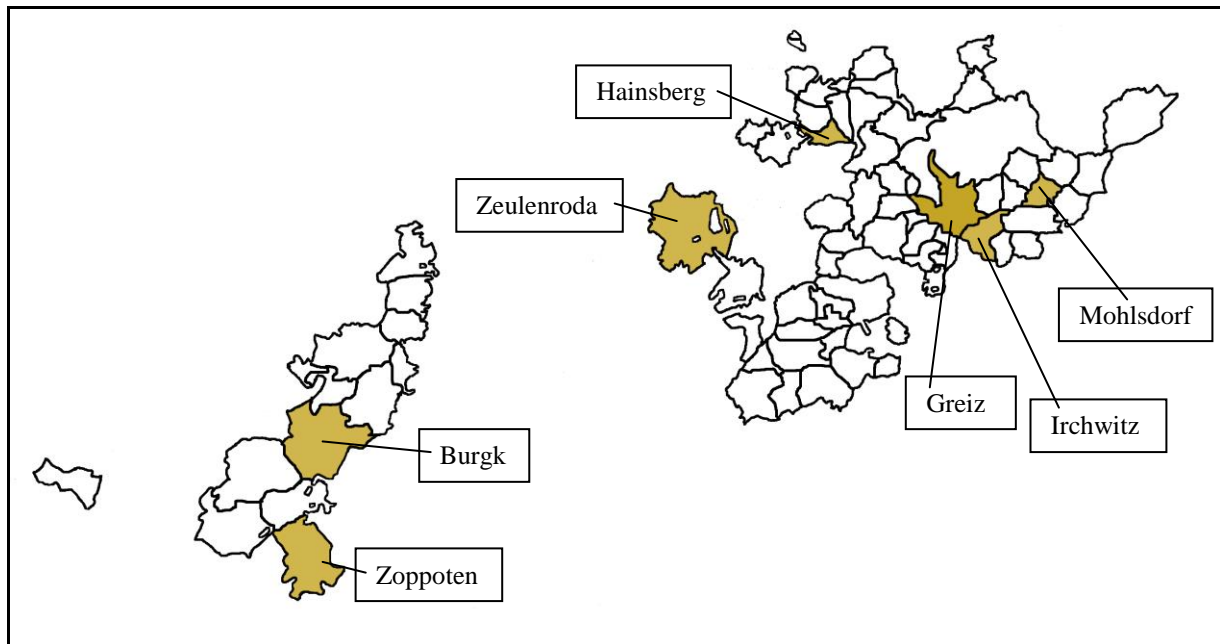 Hainsberg
Zeulenroda
Mohlsdorf
Greiz
Irchwitz
Burgk
Zoppoten